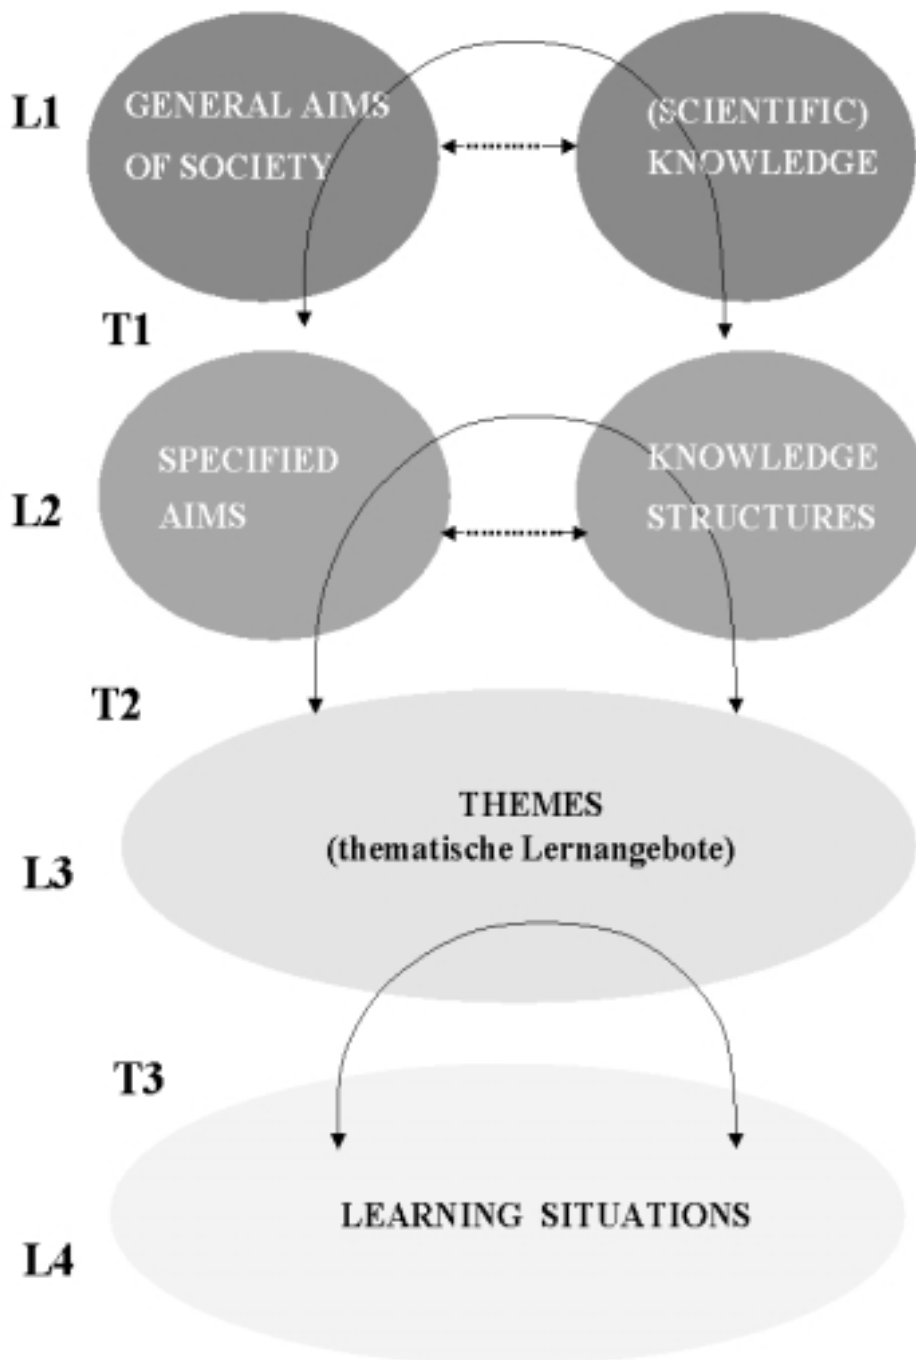 L1
GENERAL AIMS
OF SOCIETY
(SCIENTIFIC)
KNOWLEDGE
T1
L2
SPECIFIED
AIMS
KNOWLEDGE
STRUCTURES
T2
L3
THEMES
(thematische Lernangebote)
T3
L4
LEARNING SITUATIONS